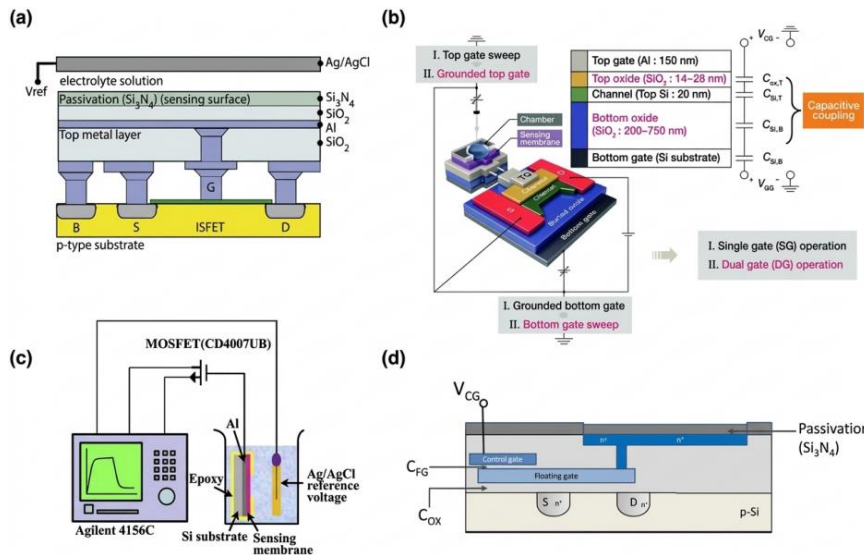 (a)
Ag/AgCl
Vref
electrolyte solution
Passivation (Si3N4) (sensing surface)
Si3N4
SiO2
Top metal layer
Al
SiO2
G
B
S
ISFET
D
p-type substrate
(b)
I. Top gate sweep
II. Grounded top gate
Chamber
Sensing
membrane
TG
Channel
D
S
Buried oxide
Bottom gate
Top gate (Al : 150 nm)
Top oxide (SiO2 : 14~28 nm)
Channel (Top Si : 20 nm)
Bottom oxide
(SiO2 : 200~750 nm)
Bottom gate (Si substrate)
+ VCG -
Cox,T
CSi,T
CSi,B
CSi,B
+ VGG -
Capacitive
coupling
I. Grounded bottom gate
II. Bottom gate sweep
I. Single gate (SG) operation
II. Dual gate (DG) operation
(c)
MOSFET(CD4007UB)
Al
Epoxy
Ag/AgCl
reference
voltage
Agilent 4156C
Si substrate
Sensing
membrane
(d)
VCG
n+
n+
Passivation
(Si3N4)
Control gate
CFG
Floating gate
COX
S n+
D n+
p-Si